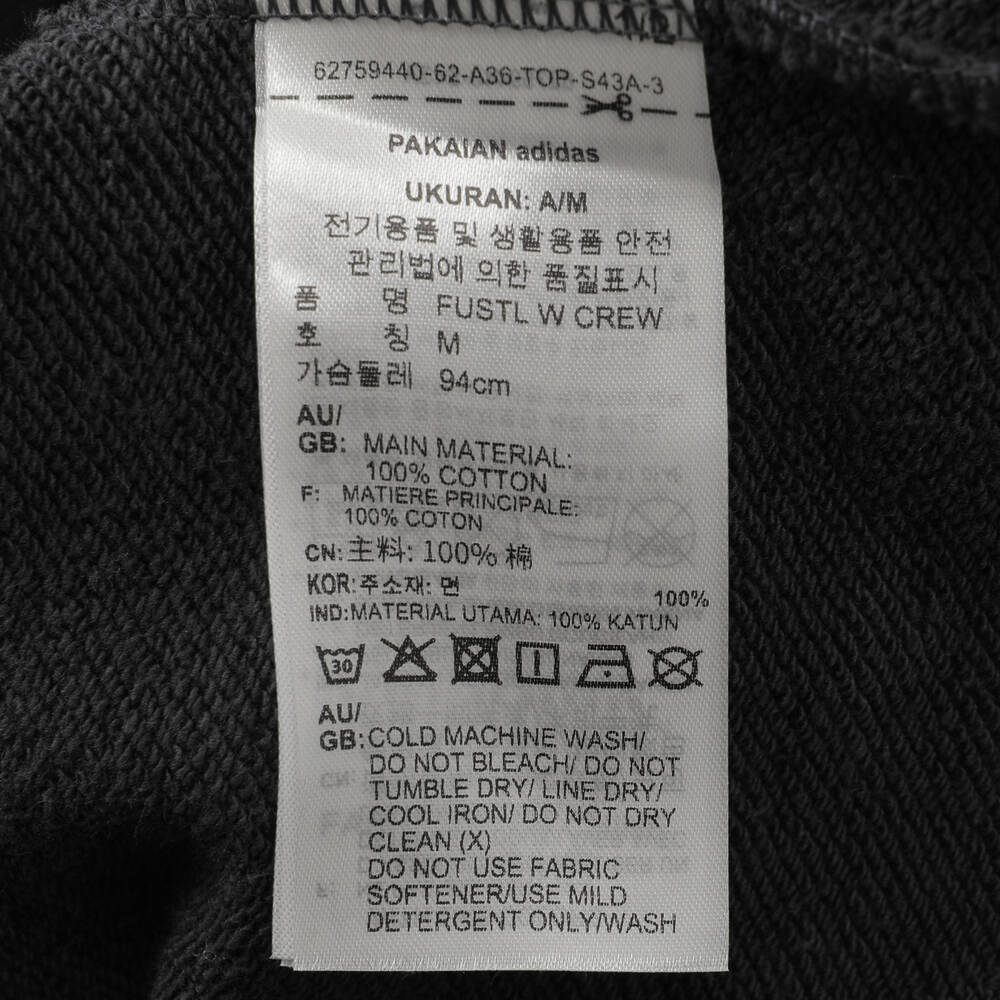 62759440-62-A36-TOP-S43A-3
PAKAIAN adidas
UKURAN: A/M
전기용품 및 생활용품 안전
관리법에 의한 품질표시
품 명 FUSTL W CREW
호 칭 M
가슴둘레 94cm
AU/
GB: MAIN MATERIAL:
100% COTTON
F: MATIERE PRINCIPALE:
100% COTON
CN: 主料: 100% 棉
KOR: 주소재: 면 100%
IND: MATERIAL UTAMA: 100% KATUN
30
AU/
GB: COLD MACHINE WASH/
DO NOT BLEACH/ DO NOT
TUMBLE DRY/ LINE DRY/
COOL IRON/ DO NOT DRY
CLEAN (X)
DO NOT USE FABRIC
SOFTENER/USE MILD
DETERGENT ONLY/WASH